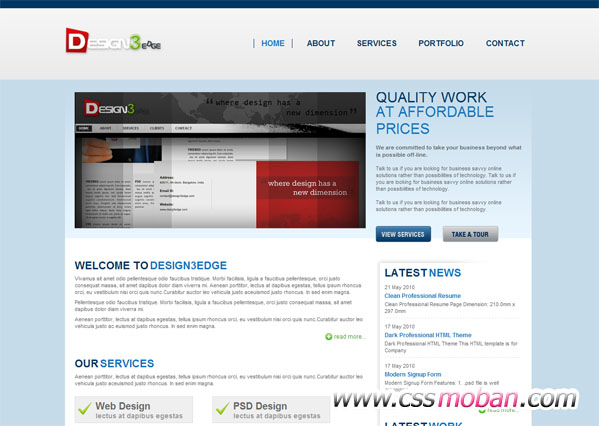 DESIGN3EDGE
HOME ABOUT SERVICES PORTFOLIO CONTACT
DESIGN3
"where design has a
new dimension"
HOME ABOUT SERVICES CLIENTS CONTACT
Address:
Email ID
Website:
where design has a
new dimension
QUALITY WORK
AT AFFORDABLE
PRICES
We are committed to take your business beyond what
is possible off-line.
Talk to us if you are looking for business savvy online
solutions rather than possibilities of technology. Talk to us if
you are looking for business savvy online solutions rather than
possibilities of technology.
Talk to us if you are looking for business savvy online
solutions rather than possibilities of technology.
VIEW SERVICES TAKE A TOUR
WELCOME TO DESIGN3EDGE
Vivamus sit amet odio pellentesque odio faucibus tristique. Morbi facilisis, ligula a faucibus pellentesque, orci justo
consequat massa, sit amet dapibus dolor diam viverra mi. Aenean porttitor, lectus at dapibus egestas, tellus ipsum rhoncus
orci, eu vestibulum nisi orci quis nunc.Curabitur auctor leo vehicula justo accumsan rhoncus. In sed enim magna.
Pellentesque odio faucibus tristique. Morbi facilisis, ligula a faucibus pellentesque, orci justo consequat massa, sit amet
dapibus dolor diam viverra mi.
Aenean porttitor, lectus at dapibus egestas, tellus ipsum rhoncus orci, eu vestibulum nisi orci quis nunc.Curabitur auctor leo
vehicula justo ac euismod rhoncus. In sed enim magna.
read more..
OUR SERVICES
Aenean porttitor, lectus at dapibus egestas, tellus ipsum rhoncus orci, eu vestibulum nisi orci quis nunc.Curabitur auctor leo
vehicula justo accumsan rhoncus. In sed enim magna.
Web Design
lectus at dapibus egestas
PSD Design
lectus at dapibus egestas
LATEST NEWS
21 May 2010
Clean Professional Resume
Clean Professional Resume Page Dimension: 210.0mm x
297.0mm
17 May 2010
Dark Professional HTML Theme
Dark Professional HTML Theme This HTML template is for
Company
17 May 2010
Modern Signup Form
Modern Signup Form Features: 1. .psd file is well
read more..
LATEST WORK
www.cssmoban.com